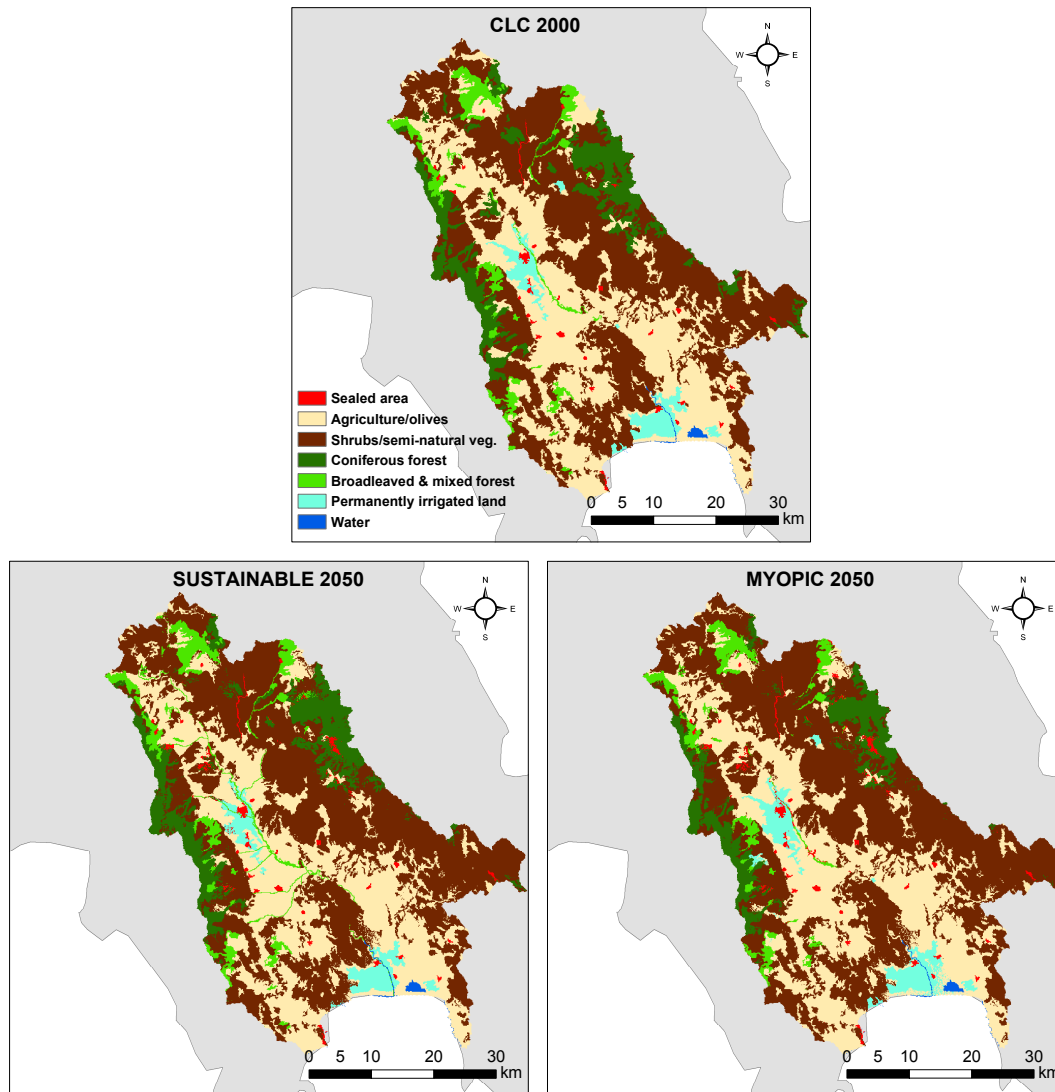 CLC 2000
N
W E
S
Sealed area
Agriculture/olives
Shrubs/semi-natural veg.
Coniferous forest
Broadleaved & mixed forest
Permanently irrigated land
Water
0 5 10 20 30
km
SUSTAINABLE 2050
N
W E
S
0 5 10 20 30
km
MYOPIC 2050
N
W E
S
0 5 10 20 30
km